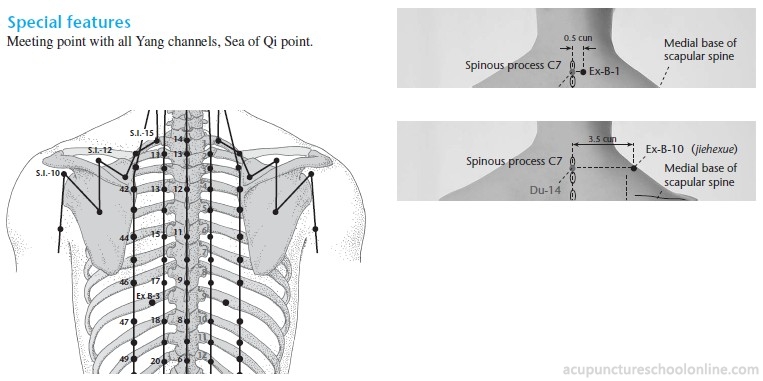 Special features
Meeting point with all Yang channels, Sea of Qi point.
S.I.-15
S.I.-12
S.I.-10
14
11
13
42
13
12
44
15
11
46
17
9
Ex B-3
47
18
8
10
11
49
20
6
12
0.5 cun
Medial base of
scapular spine
Spinous process C7
Ex-B-1
3.5 cun
Ex-B-10 (jiehexue)
Spinous process C7
Medial base of
scapular spine
Du-14
acupunctureschoolonline.com